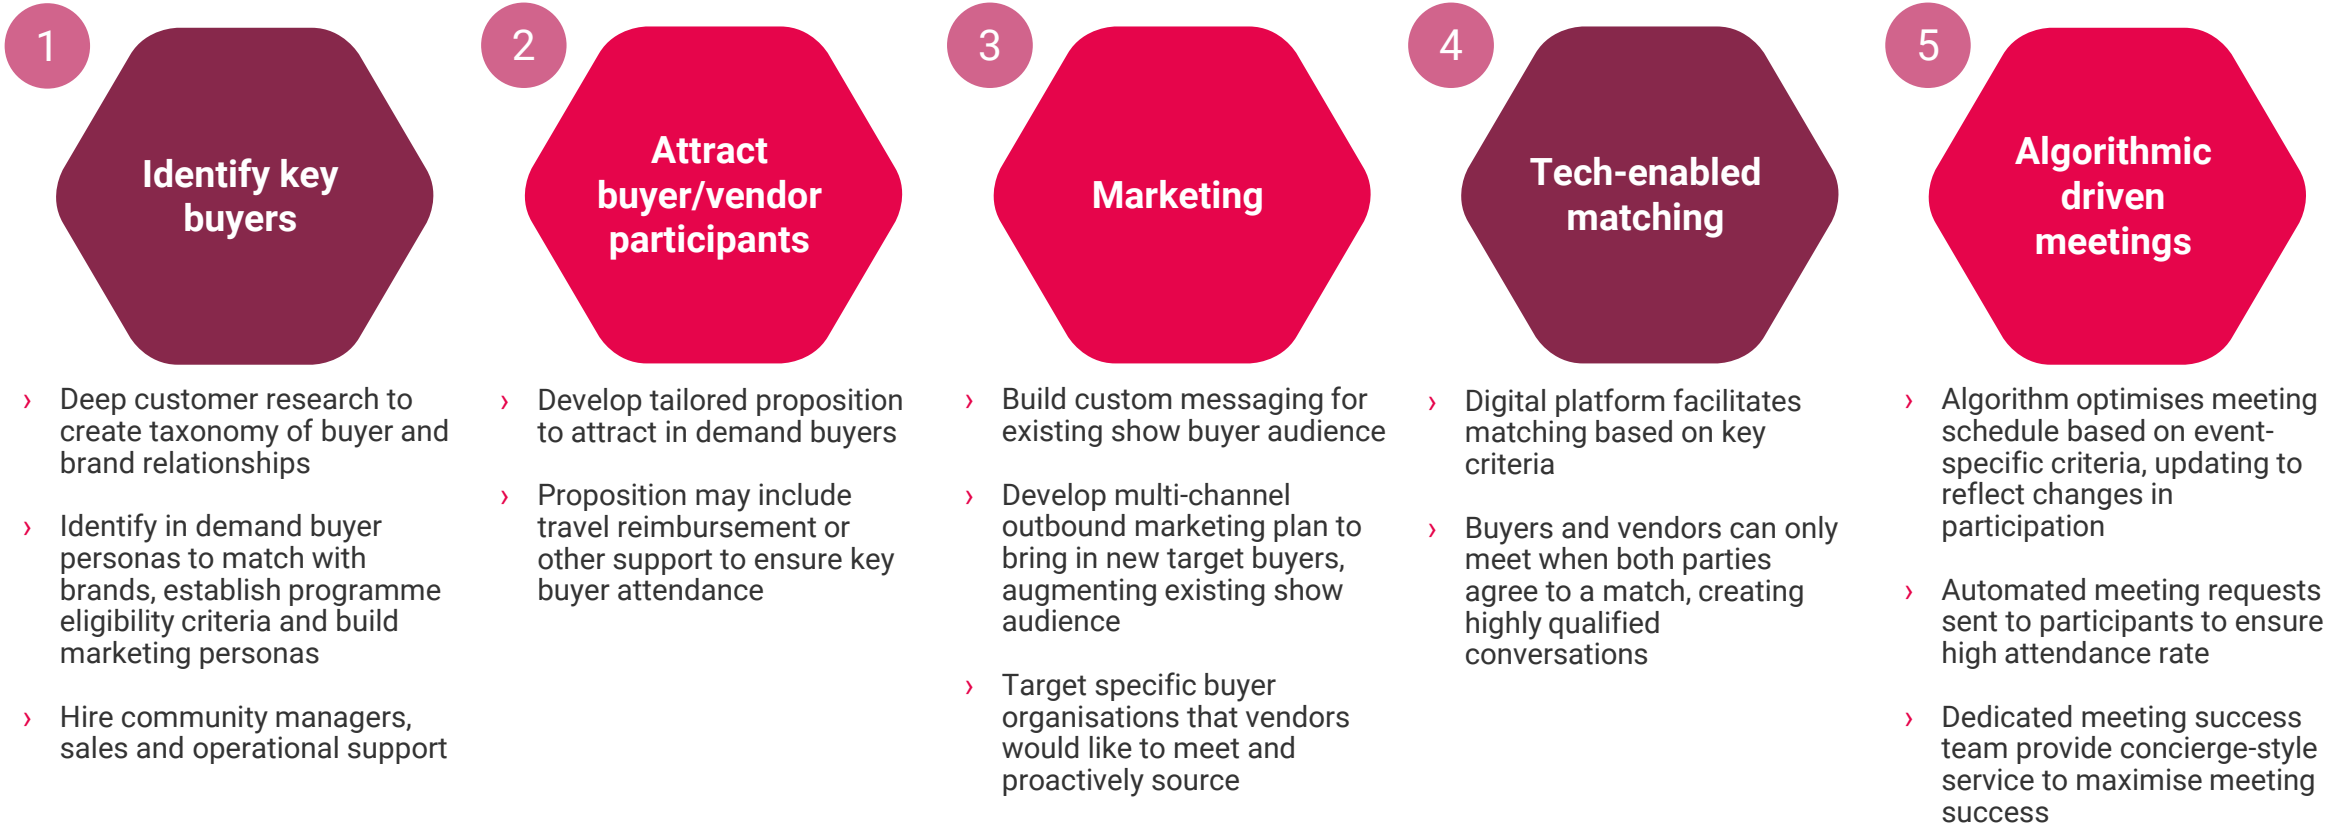 1
Identify key
buyers
› Deep customer research to
create taxonomy of buyer and
brand relationships
› Identify in demand buyer
personas to match with
brands, establish programme
eligibility criteria and build
marketing personas
› Hire community managers,
sales and operational support
2
Attract
buyer/vendor
participants
› Develop tailored proposition
to attract in demand buyers
› Proposition may include
travel reimbursement or
other support to ensure key
buyer attendance
3
Marketing
› Build custom messaging for
existing show buyer audience
› Develop multi-channel
outbound marketing plan to
bring in new target buyers,
augmenting existing show
audience
› Target specific buyer
organisations that vendors
would like to meet and
proactively source
4
Tech-enabled
matching
› Digital platform facilitates
matching based on key
criteria
› Buyers and vendors can only
meet when both parties
agree to a match, creating
highly qualified
conversations
5
Algorithmic
driven
meetings
› Algorithm optimises meeting
schedule based on event-
specific criteria, updating to
reflect changes in
participation
› Automated meeting requests
sent to participants to ensure
high attendance rate
› Dedicated meeting success
team provide concierge-style
service to maximise meeting
success